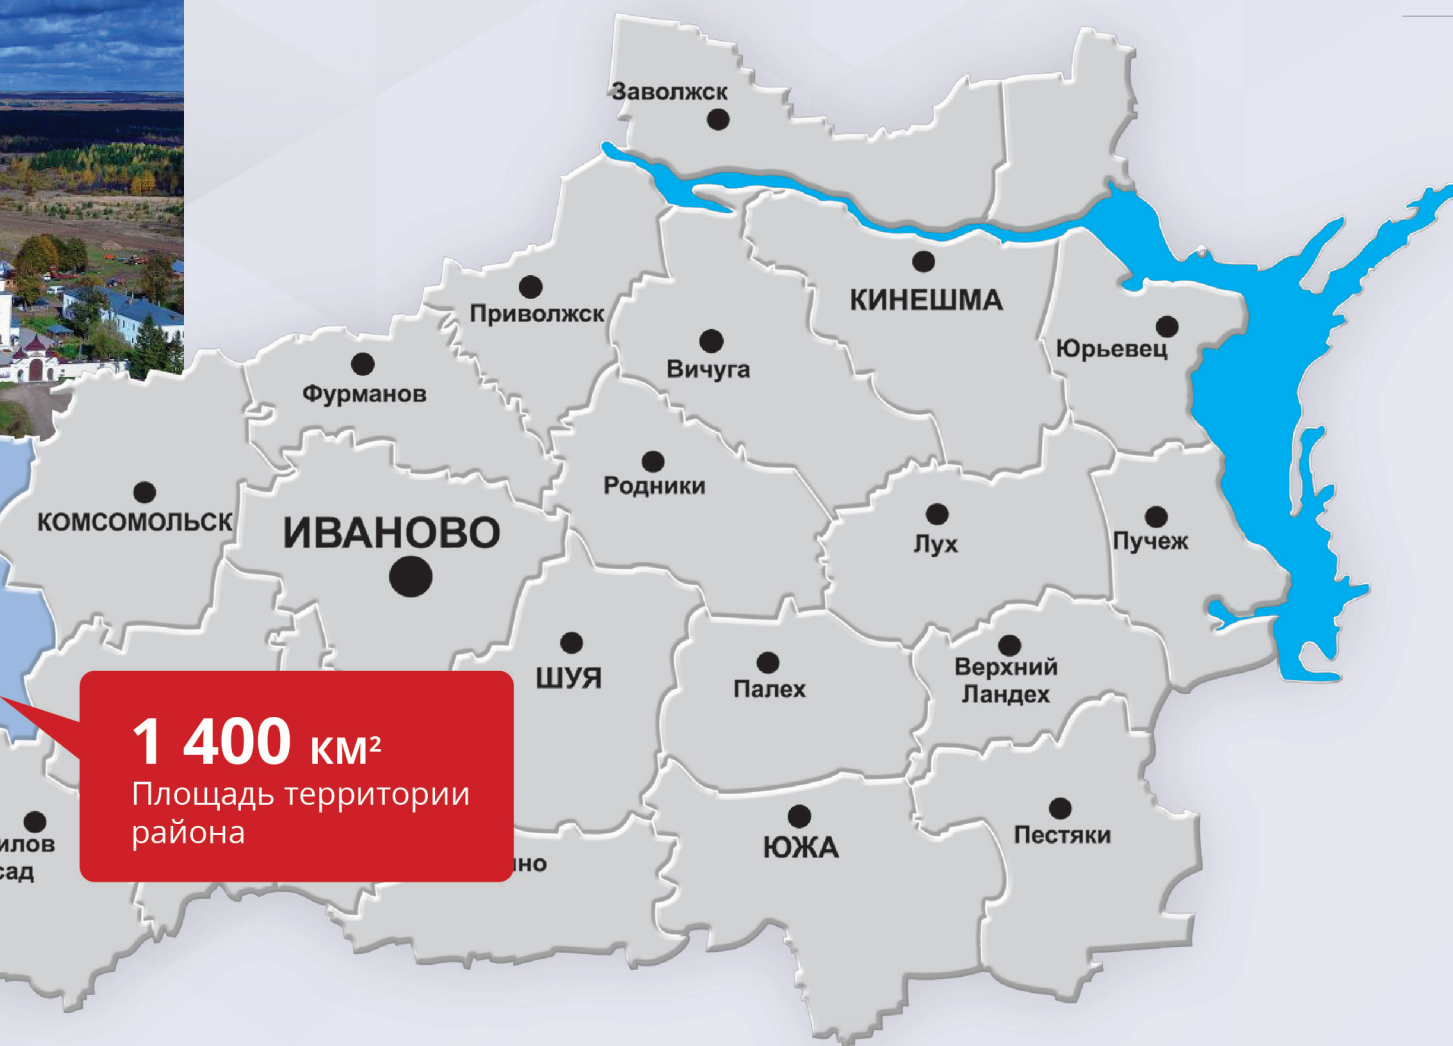 Заволжск
Приволжск
КИНЕШМА
Юрьевец
Вичуга
Фурманов
Родники
КОМСОМОЛЬСК
ИВАНОВО
Лух
Пучеж
ШУЯ
Палех
Верхний
Ландех
1 400 км²
Площадь территории
района
ЮЖА
Пестяки